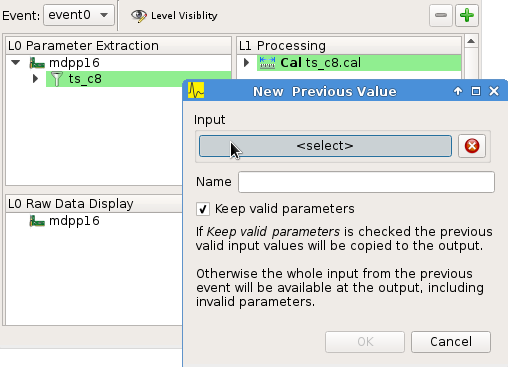 Event: event0 Level Visiblity
L0 Parameter Extraction
mdpp16
ts_c8
L1 Processing
Cal ts_c8.cal
L0 Raw Data Display
mdpp16
New Previous Value
Input
<select>
Name
Keep valid parameters
If Keep valid parameters is checked the previous
valid input values will be copied to the output.
Otherwise the whole input from the previous
event will be available at the output, including
invalid parameters.
OK Cancel